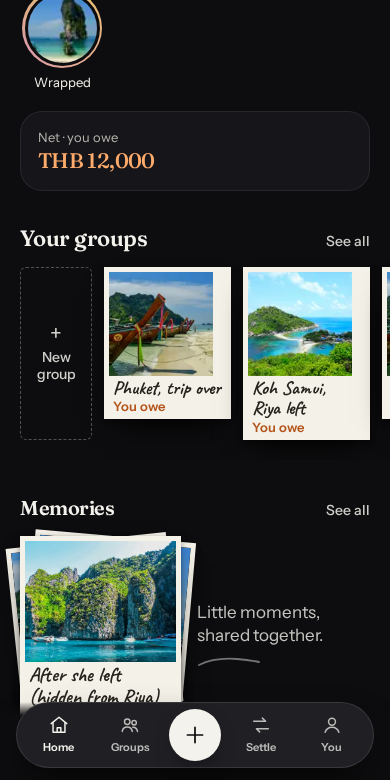 Wrapped
Net · you owe
THB 12,000
Your groups
See all
+
New
group
Phuket, trip over
You owe
Koh Samui,
Riya left
You owe
Memories
See all
Little moments,
shared together.
After she left
(hidden from Riya)
Home
Groups
+
Settle
You